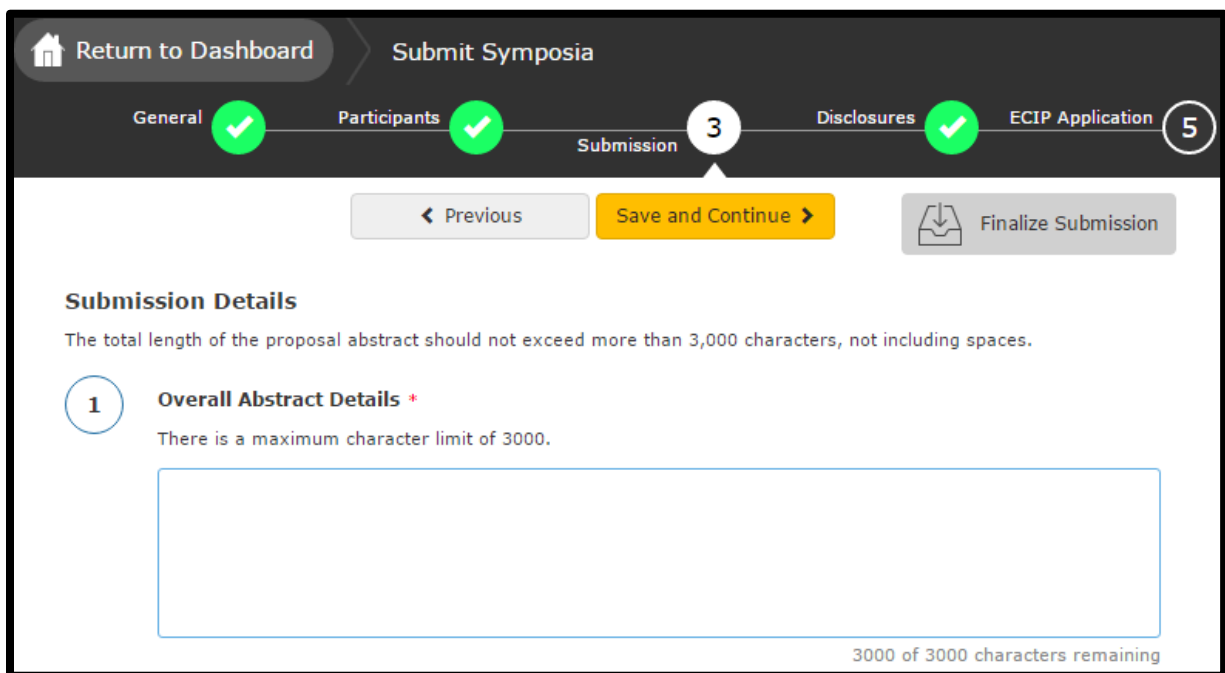 Return to Dashboard
Submit Symposia
General
Participants
Submission
3
Disclosures
ECIP Application
5
Previous
Save and Continue
Finalize Submission
Submission Details
The total length of the proposal abstract should not exceed more than 3,000 characters, not including spaces.
1
Overall Abstract Details *
There is a maximum character limit of 3000.
3000 of 3000 characters remaining